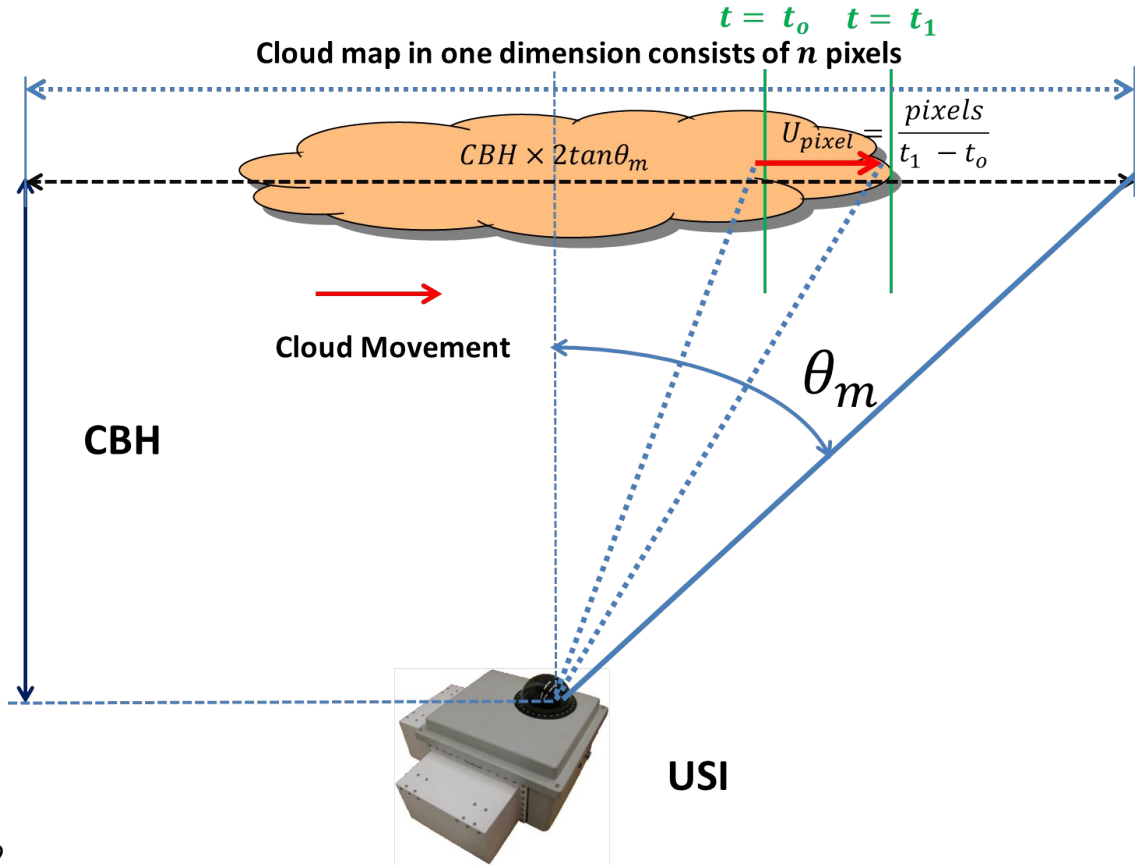 t = t_o   t = t_1
Cloud map in one dimension consists of n pixels
U_pixel = pixels / (t_1 − t_o)
CBH × 2tanθ_m
Cloud Movement
θ_m
CBH
USI